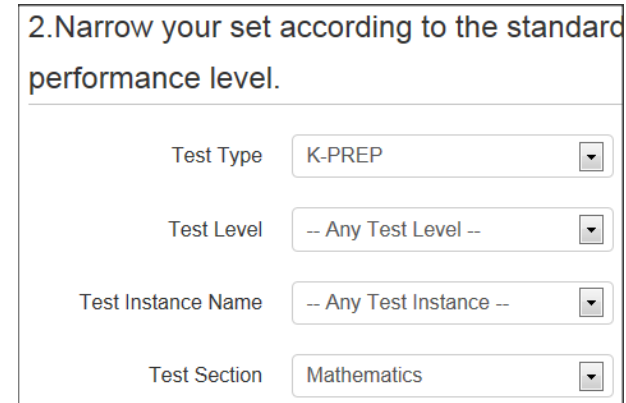 2.Narrow your set according to the standard
performance level.
Test Type K-PREP
Test Level -- Any Test Level --
Test Instance Name -- Any Test Instance --
Test Section Mathematics